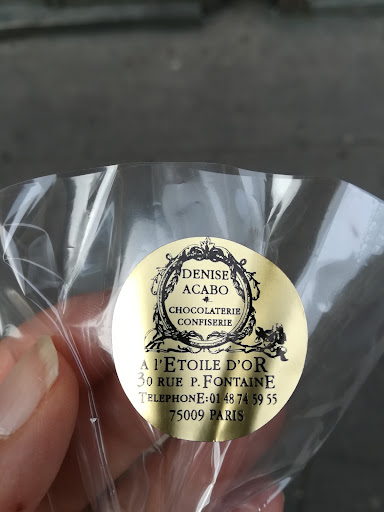 DENISE
ACABO
CHOCOLATERIE
CONFISERIE
A l'ETOILE D'OR
30 RUE P. FONTAINE
TELEPHONE: 01 48 74 59 55
75009 PARIS